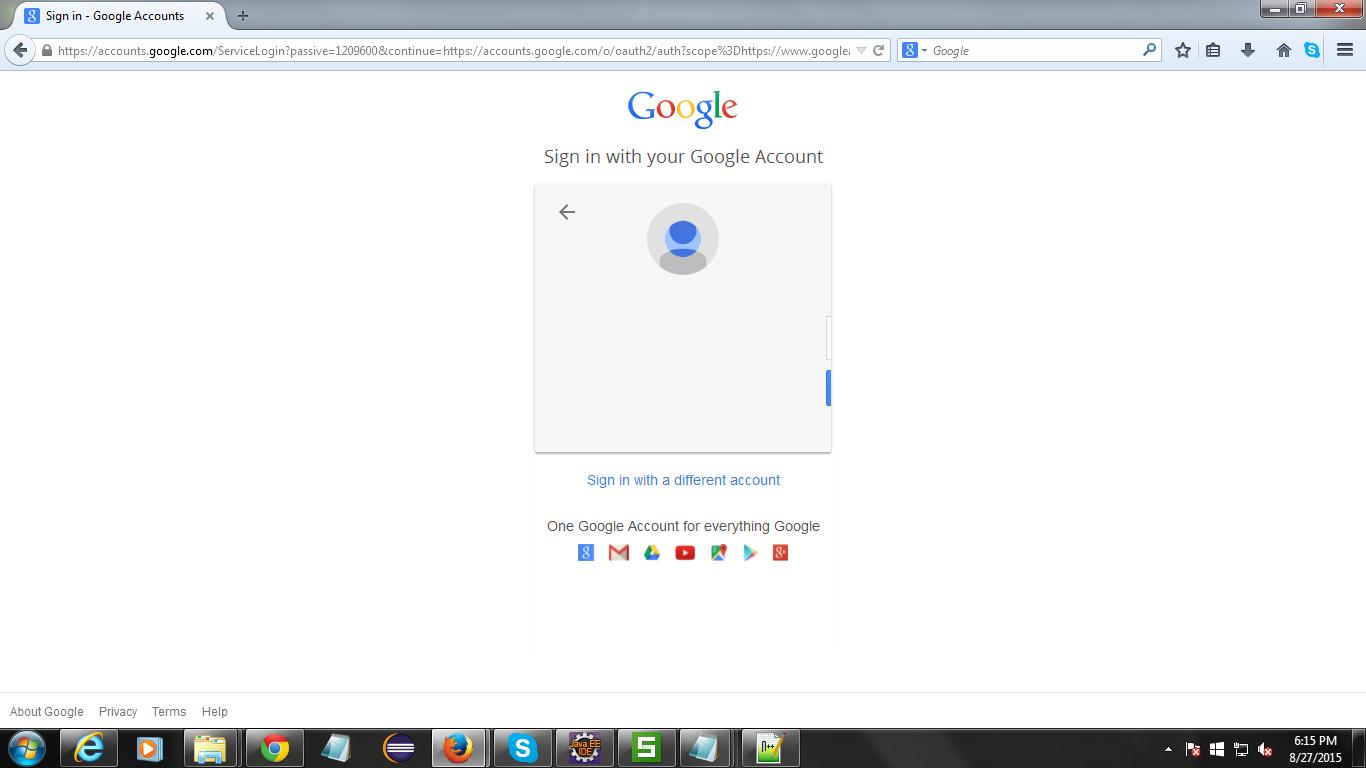 Sign in - Google Accounts
https://accounts.google.com/ServiceLogin?passive=1209600&continue=https://accounts.google.com/o/oauth2/auth?scope%3Dhttps://www.google
Google
Google
Sign in with your Google Account
Sign in with a different account
One Google Account for everything Google
About Google Privacy Terms Help
Java EE
IDE
6:15 PM
8/27/2015